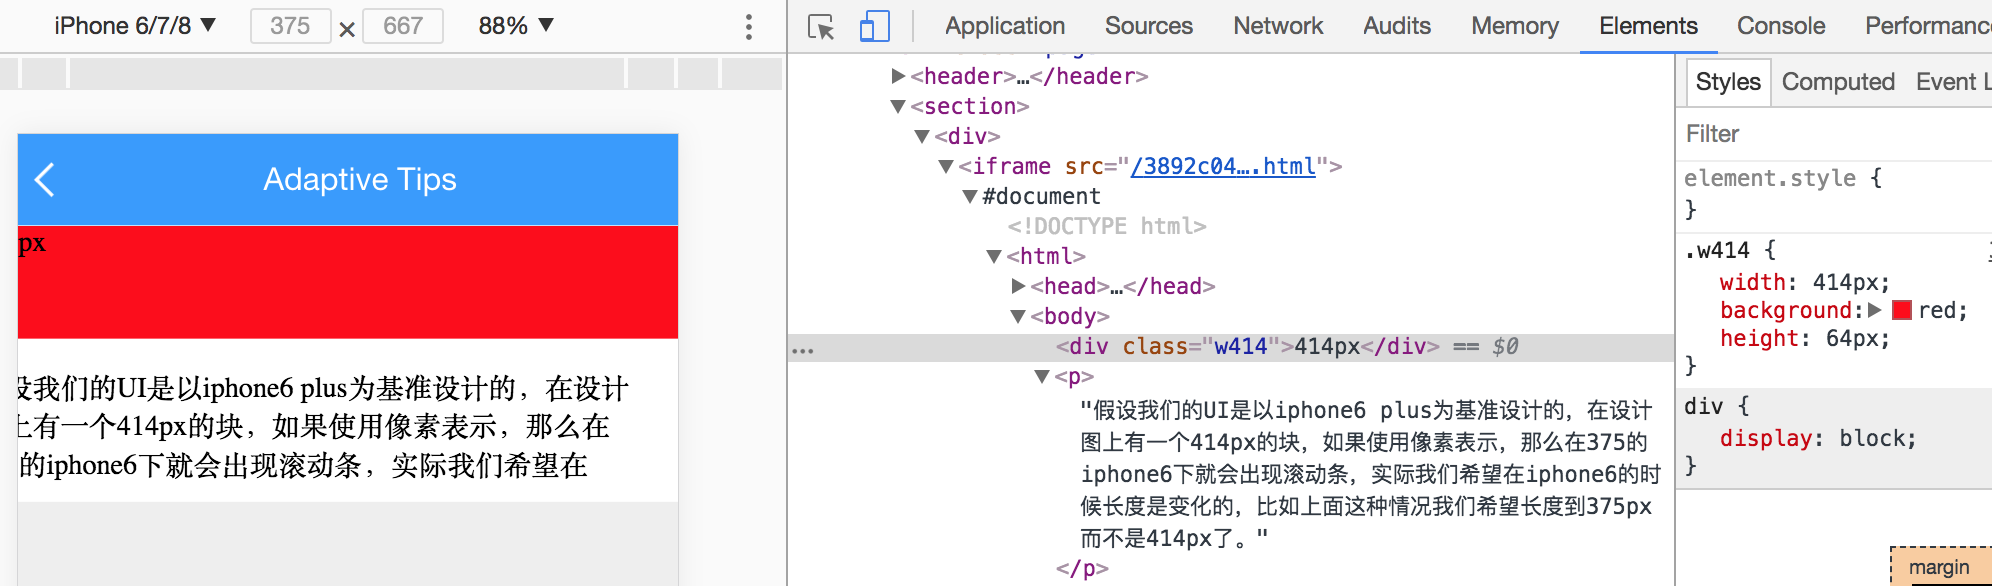 iPhone 6/7/8 ▼ 375 × 667 88% ▼
Application Sources Network Audits Memory Elements Console Performanc
Adaptive Tips
px
设我们的UI是以iphone6 plus为基准设计的，在设计
上有一个414px的块，如果使用像素表示，那么在
的iphone6下就会出现滚动条，实际我们希望在
▶<header>…</header>
▼<section>
▼<div>
▼<iframe src="/3892c04….html">
▼#document
<!DOCTYPE html>
▼<html>
▶<head>…</head>
▼<body>
… <div class="w414">414px</div> == $0
▼<p>
"假设我们的UI是以iphone6 plus为基准设计的，在设计
图上有一个414px的块，如果使用像素表示，那么在375的
iphone6下就会出现滚动条，实际我们希望在iphone6的时
候长度是变化的，比如上面这种情况我们希望长度到375px
而不是414px了。"
</p>
Styles Computed Event L
Filter
element.style {
}
.w414 {
width: 414px;
background:▶ red;
height: 64px;
}
div {
display: block;
}
margin